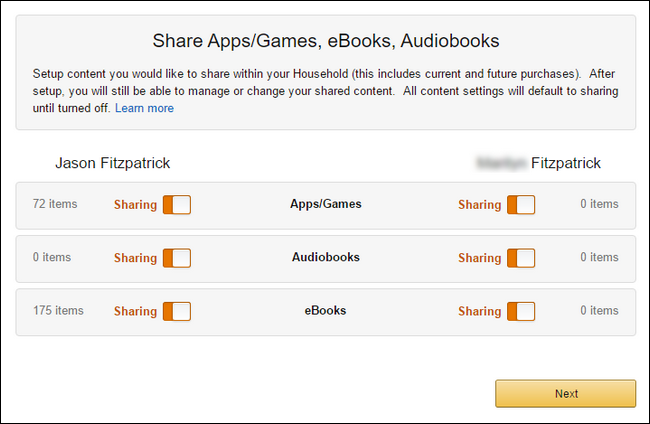 Share Apps/Games, eBooks, Audiobooks
Setup content you would like to share within your Household (this includes current and future purchases). After
setup, you will still be able to manage or change your shared content. All content settings will default to sharing
until turned off. Learn more
Jason Fitzpatrick Fitzpatrick
72 items Sharing Apps/Games Sharing 0 items
0 items Sharing Audiobooks Sharing 0 items
175 items Sharing eBooks Sharing 0 items
Next